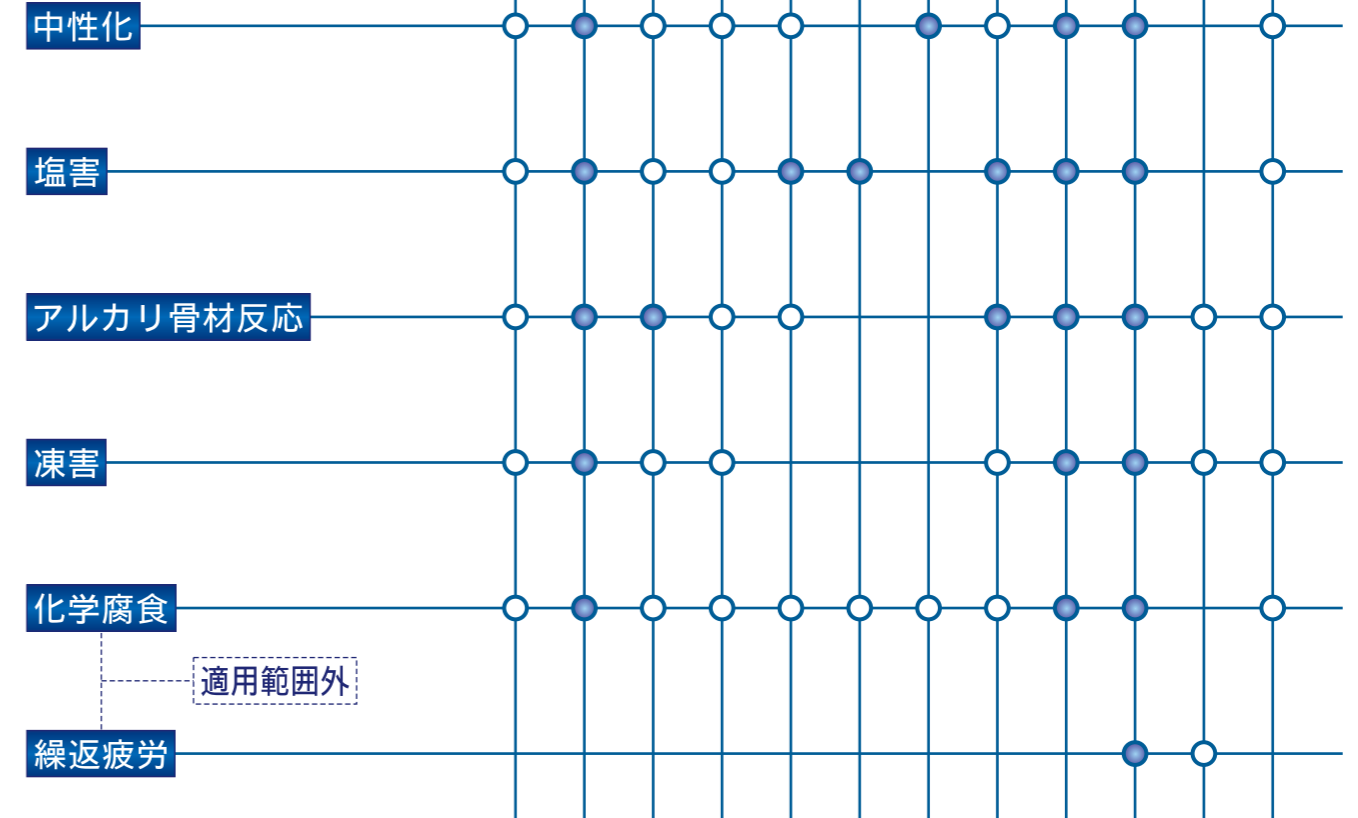 中性化
塩害
アルカリ骨材反応
凍害
化学腐食
適用範囲外
繰返疲労